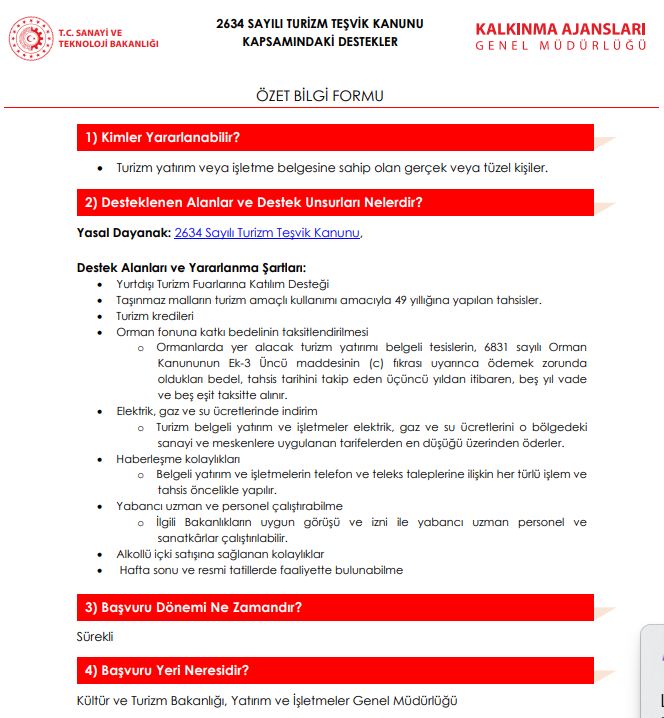 T.C. SANAYİ VE
TEKNOLOJİ BAKANLIĞI
2634 SAYILI TURİZM TEŞVİK KANUNU
KAPSAMINDAKİ DESTEKLER
KALKINMA AJANSLARI
GENEL MÜDÜRLÜĞÜ
ÖZET BİLGİ FORMU
1) Kimler Yararlanabilir?
• Turizm yatırım veya işletme belgesine sahip olan gerçek veya tüzel kişiler.
2) Desteklenen Alanlar ve Destek Unsurları Nelerdir?
Yasal Dayanak: 2634 Sayılı Turizm Teşvik Kanunu,
Destek Alanları ve Yararlanma Şartları:
• Yurtdışı Turizm Fuarlarına Katılım Desteği
• Taşınmaz malların turizm amaçlı kullanımı amacıyla 49 yıllığına yapılan tahsisler.
• Turizm kredileri
• Orman fonuna katkı bedelinin taksitlendirilmesi
o Ormanlarda yer alacak turizm yatırımı belgeli tesislerin, 6831 sayılı Orman
Kanununun Ek-3 Üncü maddesinin (c) fıkrası uyarınca ödemek zorunda
oldukları bedel, tahsis tarihini takip eden üçüncü yıldan itibaren, beş yıl vade
ve beş eşit taksitte alınır.
• Elektrik, gaz ve su ücretlerinde indirim
o Turizm belgeli yatırım ve işletmeler elektrik, gaz ve su ücretlerini o bölgedeki
sanayi ve meskenlere uygulanan tarifelerden en düşüğü üzerinden öderler.
• Haberleşme kolaylıkları
o Belgeli yatırım ve işletmelerin telefon ve teleks taleplerine ilişkin her türlü işlem ve
tahsis öncelikle yapılır.
• Yabancı uzman ve personel çalıştırabilme
o İlgili Bakanlıkların uygun görüşü ve izni ile yabancı uzman personel ve
sanatkârlar çalıştırılabilir.
• Alkollü içki satışına sağlanan kolaylıklar
• Hafta sonu ve resmi tatillerde faaliyette bulunabilme
3) Başvuru Dönemi Ne Zamandır?
Sürekli
4) Başvuru Yeri Neresidir?
Kültür ve Turizm Bakanlığı, Yatırım ve İşletmeler Genel Müdürlüğü